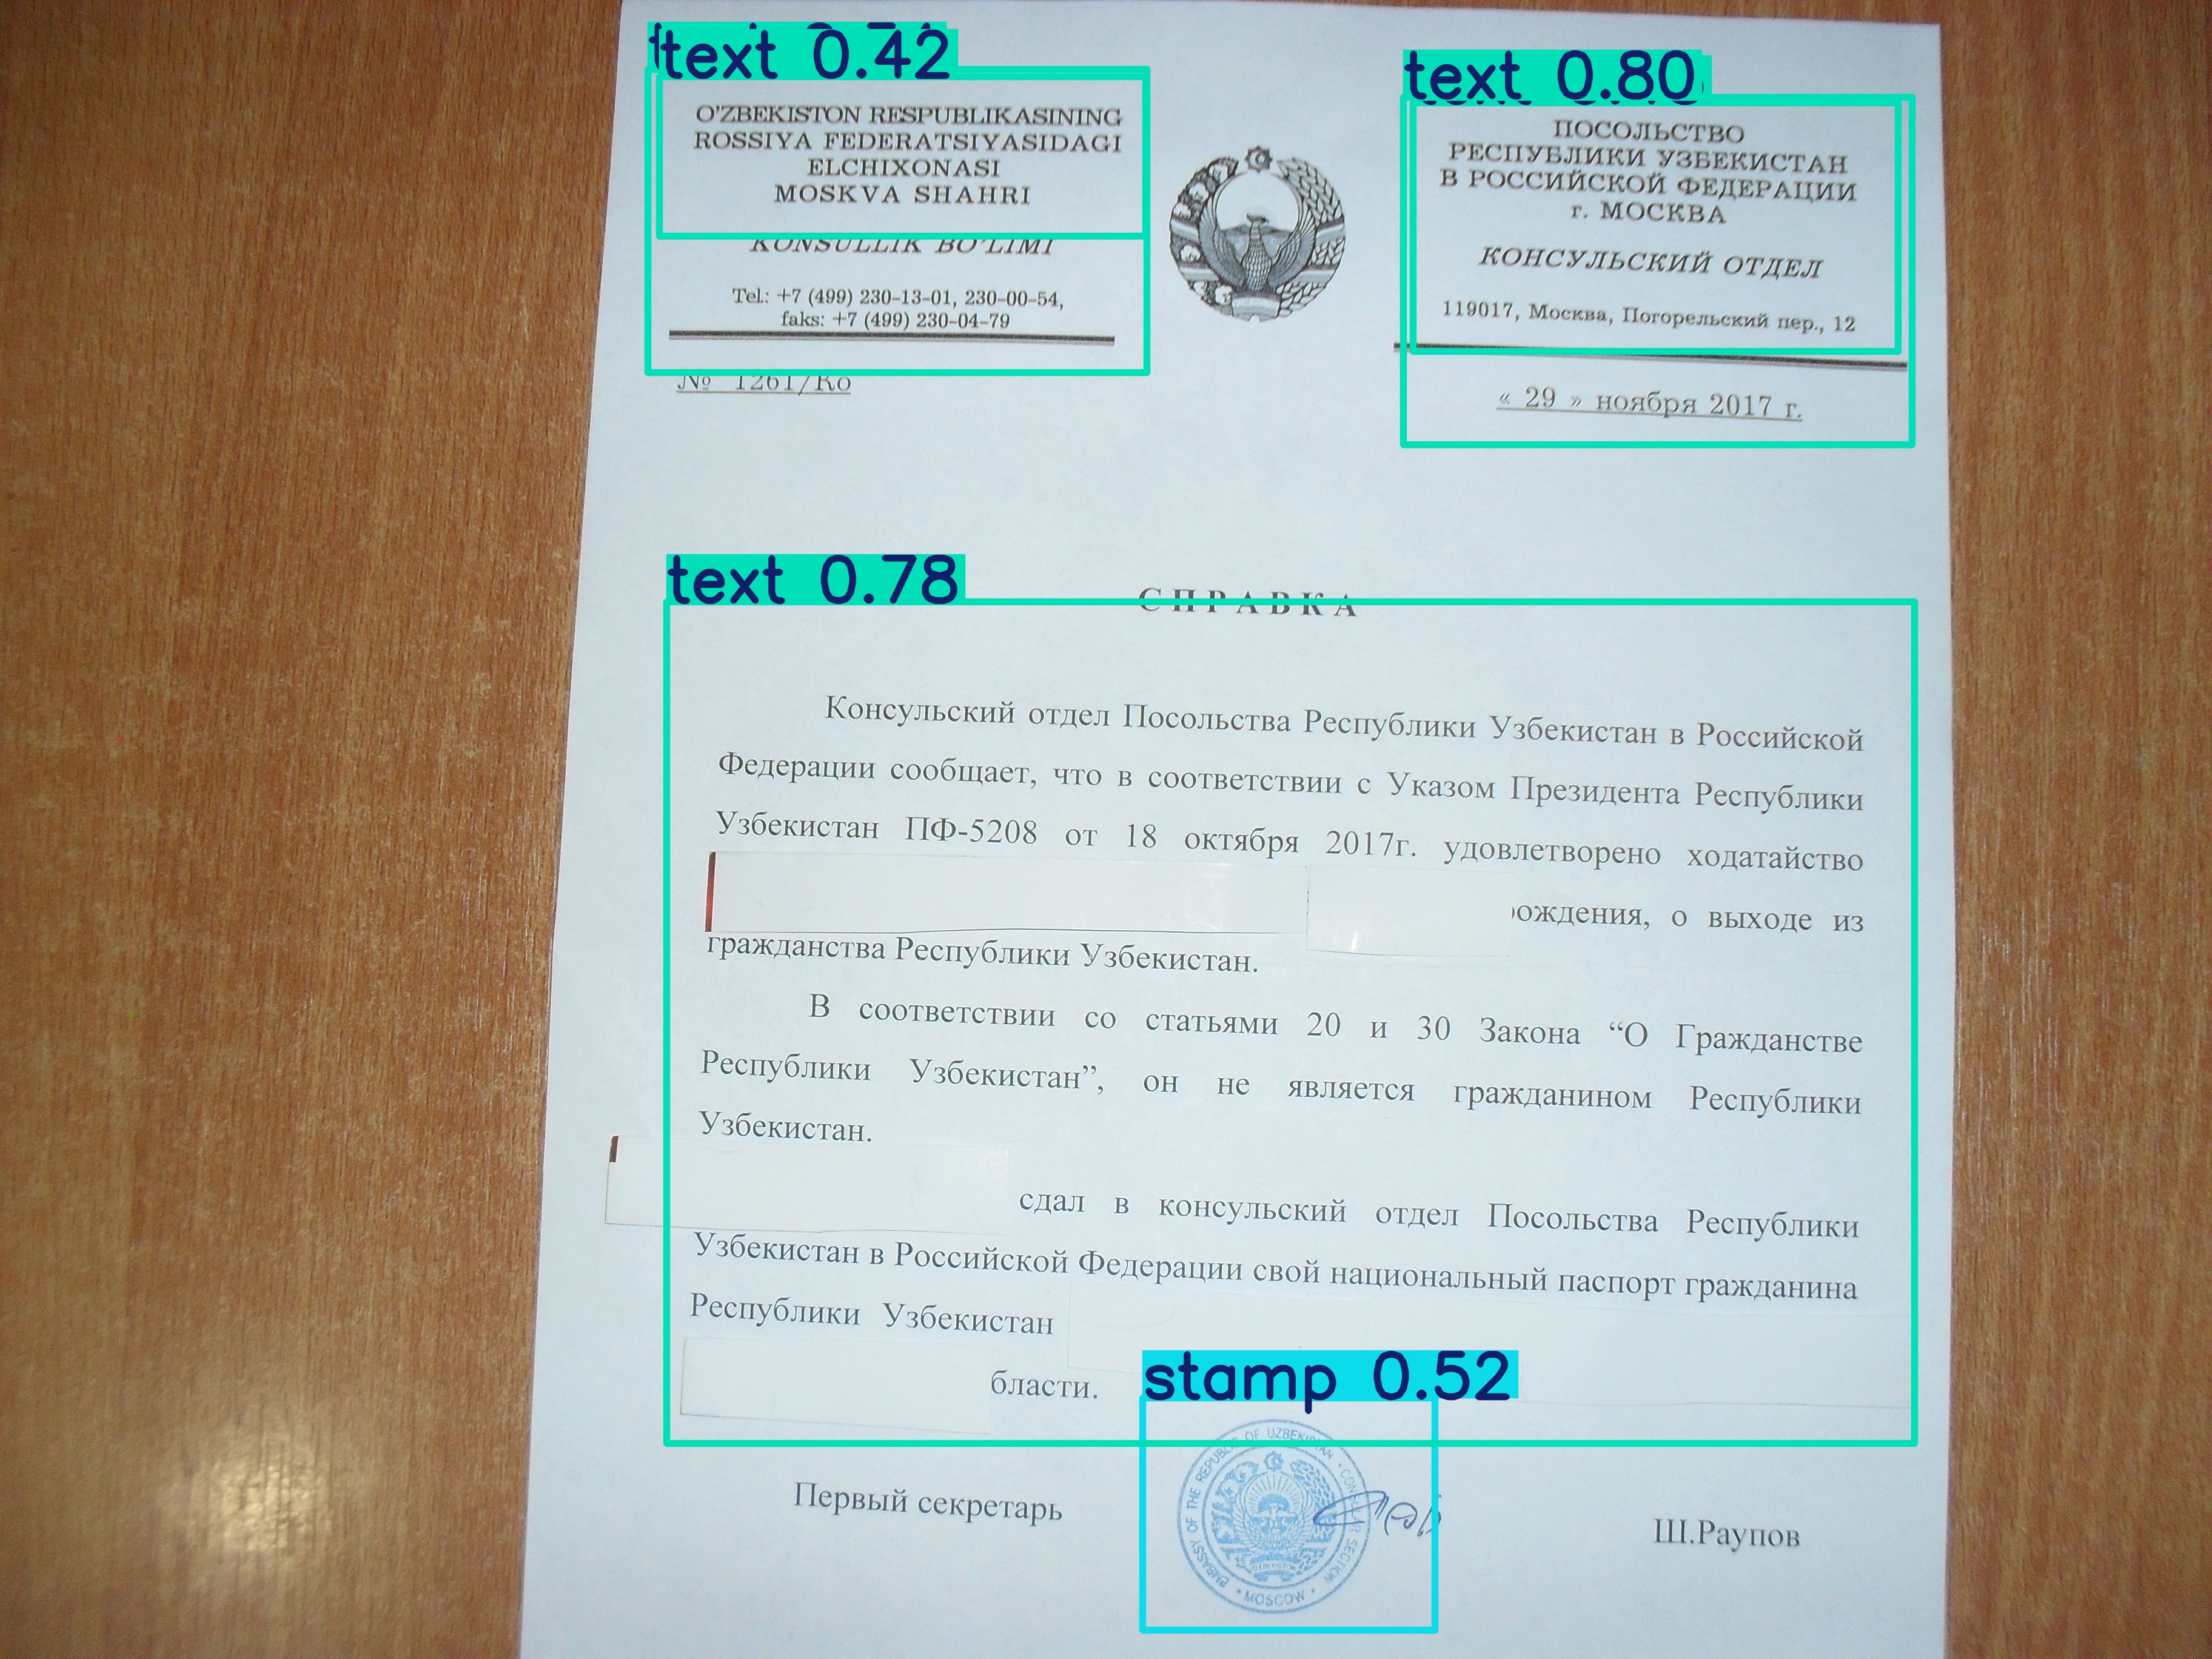 text 0.42
O'ZBEKISTON RESPUBLIKASINING
ROSSIYA FEDERATSIYASIDAGI
ELCHIXONASI
MOSKVA SHAHRI
KONSULLIK BO'LIMI
Tel.: +7 (499) 230-13-01, 230-00-54,
faks: +7 (499) 230-04-79
№ 1261/Ko
text 0.80
ПОСОЛЬСТВО
РЕСПУБЛИКИ УЗБЕКИСТАН
В РОССИЙСКОЙ ФЕДЕРАЦИИ
г. МОСКВА
КОНСУЛЬСКИЙ ОТДЕЛ
119017, Москва, Погорельский пер., 12
« 29 » ноября 2017 г.
text 0.78
СПРАВКА
Консульский отдел Посольства Республики Узбекистан в Российской
Федерации сообщает, что в соответствии с Указом Президента Республики
Узбекистан ПФ-5208 от 18 октября 2017г. удовлетворено ходатайство
рождения, о выходе из
гражданства Республики Узбекистан.
В соответствии со статьями 20 и 30 Закона “О Гражданстве
Республики Узбекистан”, он не является гражданином Республики
Узбекистан.
сдал в консульский отдел Посольства Республики
Узбекистан в Российской Федерации свой национальный паспорт гражданина
Республики Узбекистан
бласти.
stamp 0.52
EMBASSY OF THE REPUBLIC OF UZBEKISTAN • CONSULAR SECTION
• MOSCOW •
Первый секретарь
Ш.Раупов